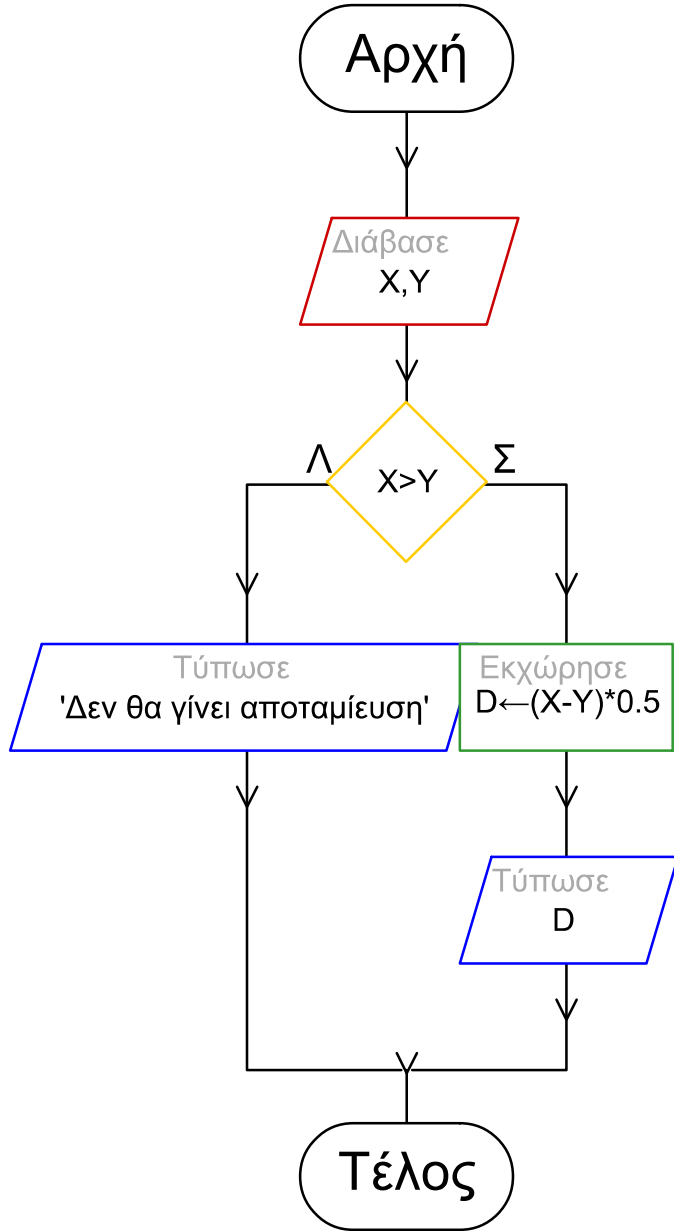 Αρχή
Διάβασε
X,Y
Λ
Σ
X>Y
Τύπωσε
'Δεν θα γίνει αποταμίευση'
Εκχώρησε
D←(X-Y)*0.5
Τύπωσε
D
Τέλος